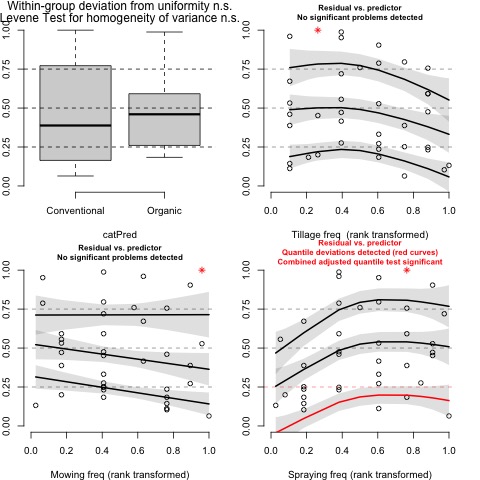 Within-group deviation from uniformity n.s.
Levene Test for homogeneity of variance n.s.
0.00 0.25 0.50 0.75 1.00
Conventional Organic
catPred
Residual vs. predictor
No significant problems detected
0.00 0.25 0.50 0.75 1.00
0.0 0.2 0.4 0.6 0.8 1.0
Tillage freq (rank transformed)
Residual vs. predictor
No significant problems detected
0.00 0.25 0.50 0.75 1.00
0.0 0.2 0.4 0.6 0.8 1.0
Mowing freq (rank transformed)
Residual vs. predictor
Quantile deviations detected (red curves)
Combined adjusted quantile test significant
0.00 0.25 0.50 0.75 1.00
0.0 0.2 0.4 0.6 0.8 1.0
Spraying freq (rank transformed)